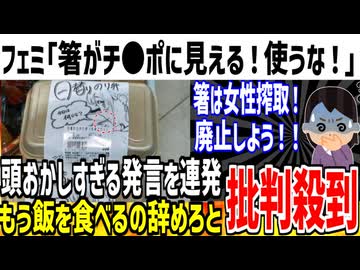 フェミ「箸がチ●ポに見える！使うな！」
箸は女性搾取！
廃止しよう！！
頭おかしすぎる発言を連発
もう飯を食べるの辞めろと批判殺到